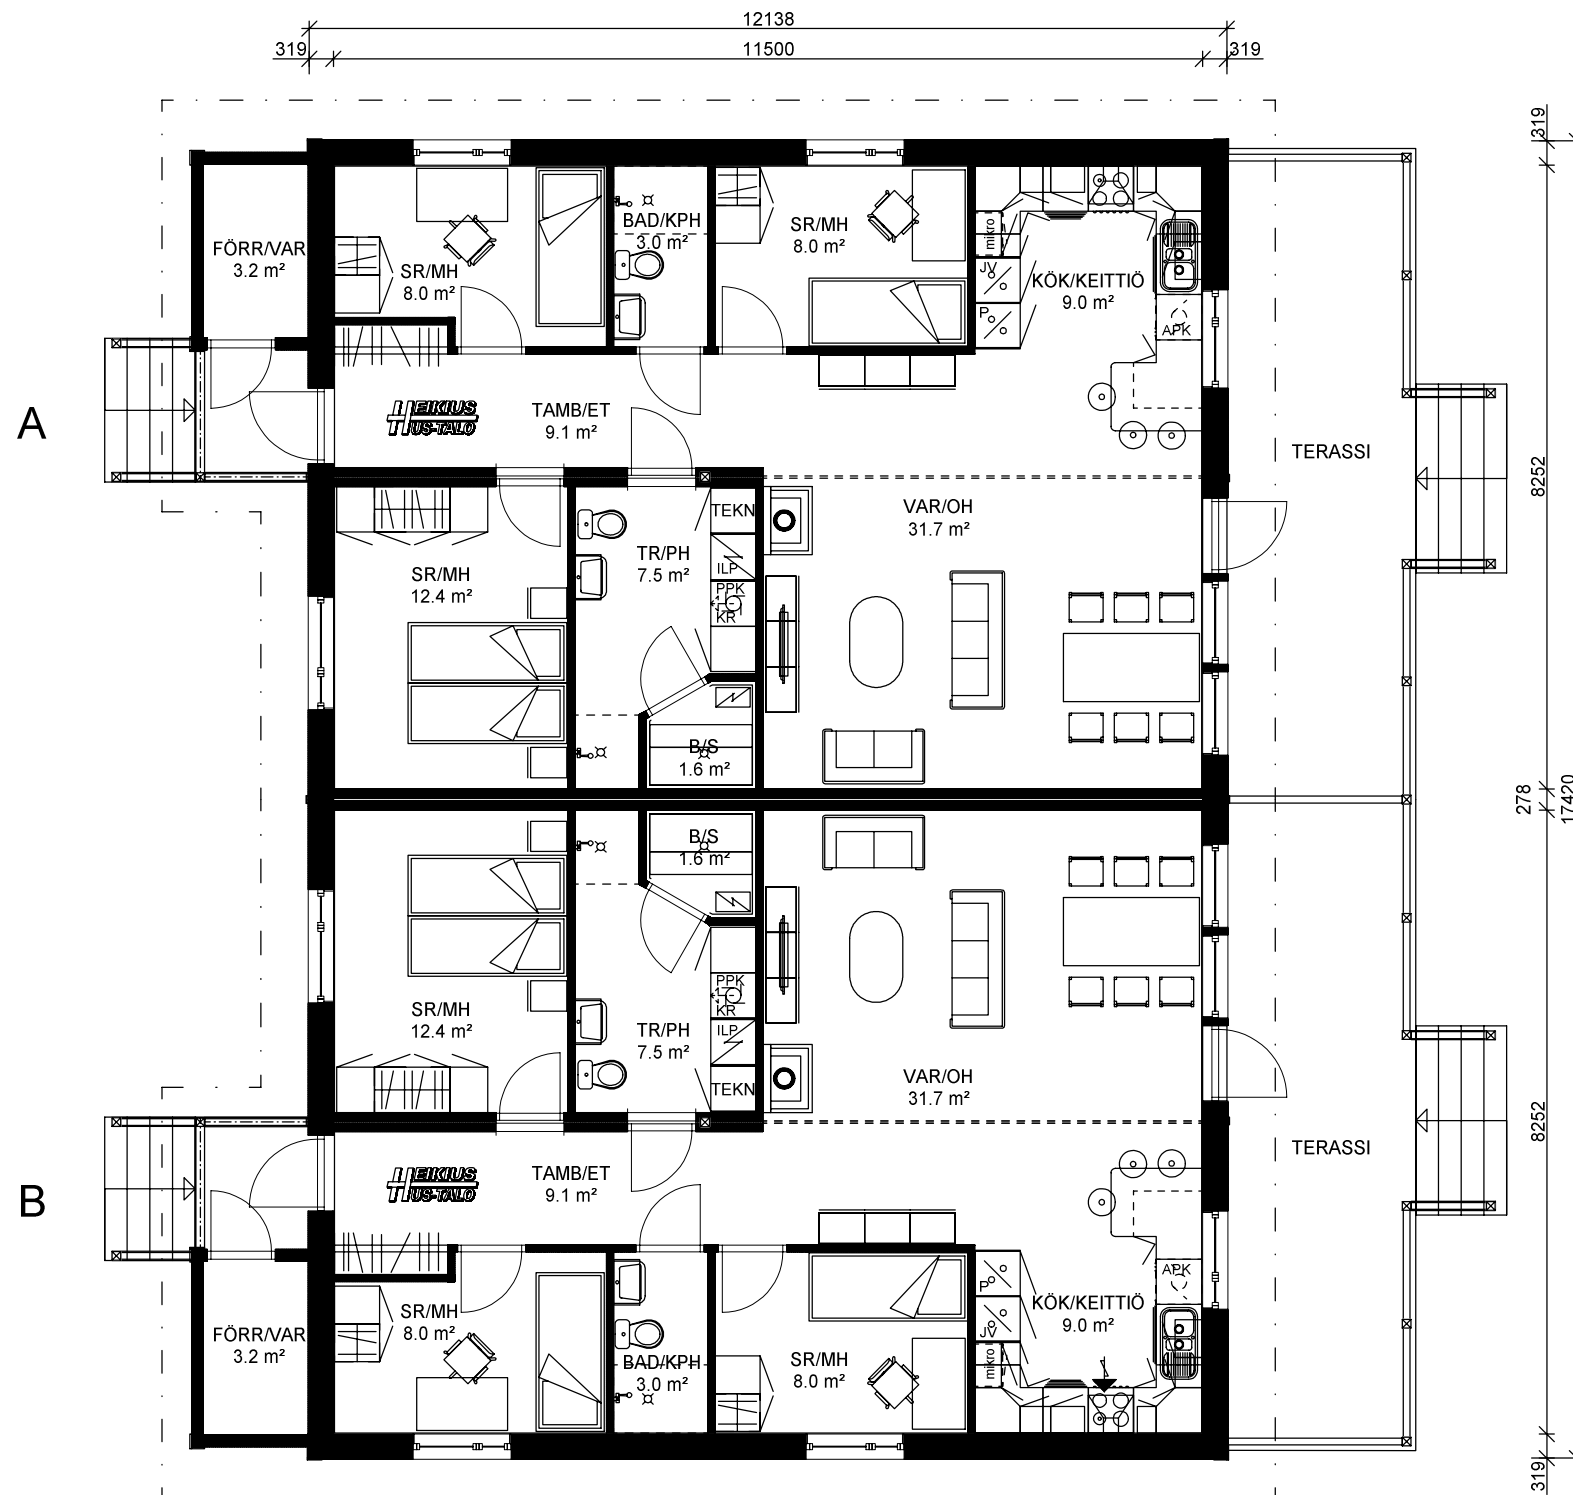 12138
319
11500
319
319
FÖRR/VAR
3.2 m²
SR/MH
8.0 m²
BAD/KPH
3.0 m²
SR/MH
8.0 m²
mikro
JV
P
KÖK/KEITTIÖ
9.0 m²
APK
A
HEIKIUS
HUS-TALO
TAMB/ET
9.1 m²
TERASSI
8252
VAR/OH
31.7 m²
TEKN
ILP
PPK
KR
TR/PH
7.5 m²
SR/MH
12.4 m²
B/S
1.6 m²
278
17420
B/S
1.6 m²
SR/MH
12.4 m²
TR/PH
7.5 m²
PPK
KR
ILP
TEKN
VAR/OH
31.7 m²
8252
TERASSI
B
HEIKIUS
HUS-TALO
TAMB/ET
9.1 m²
APK
P
JV
mikro
KÖK/KEITTIÖ
9.0 m²
FÖRR/VAR
3.2 m²
SR/MH
8.0 m²
BAD/KPH
3.0 m²
SR/MH
8.0 m²
319